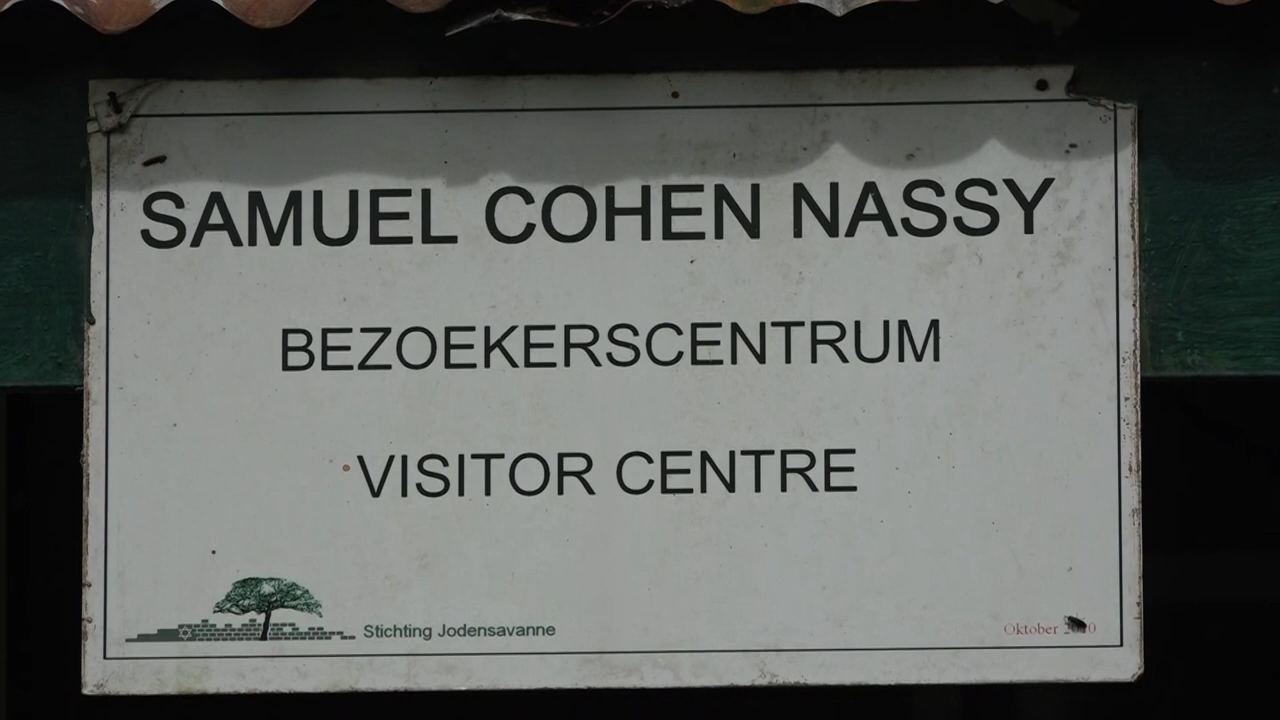 SAMUEL COHEN NASSY
BEZOEKERSCENTRUM
VISITOR CENTRE
Stichting Jodensavanne
Oktober